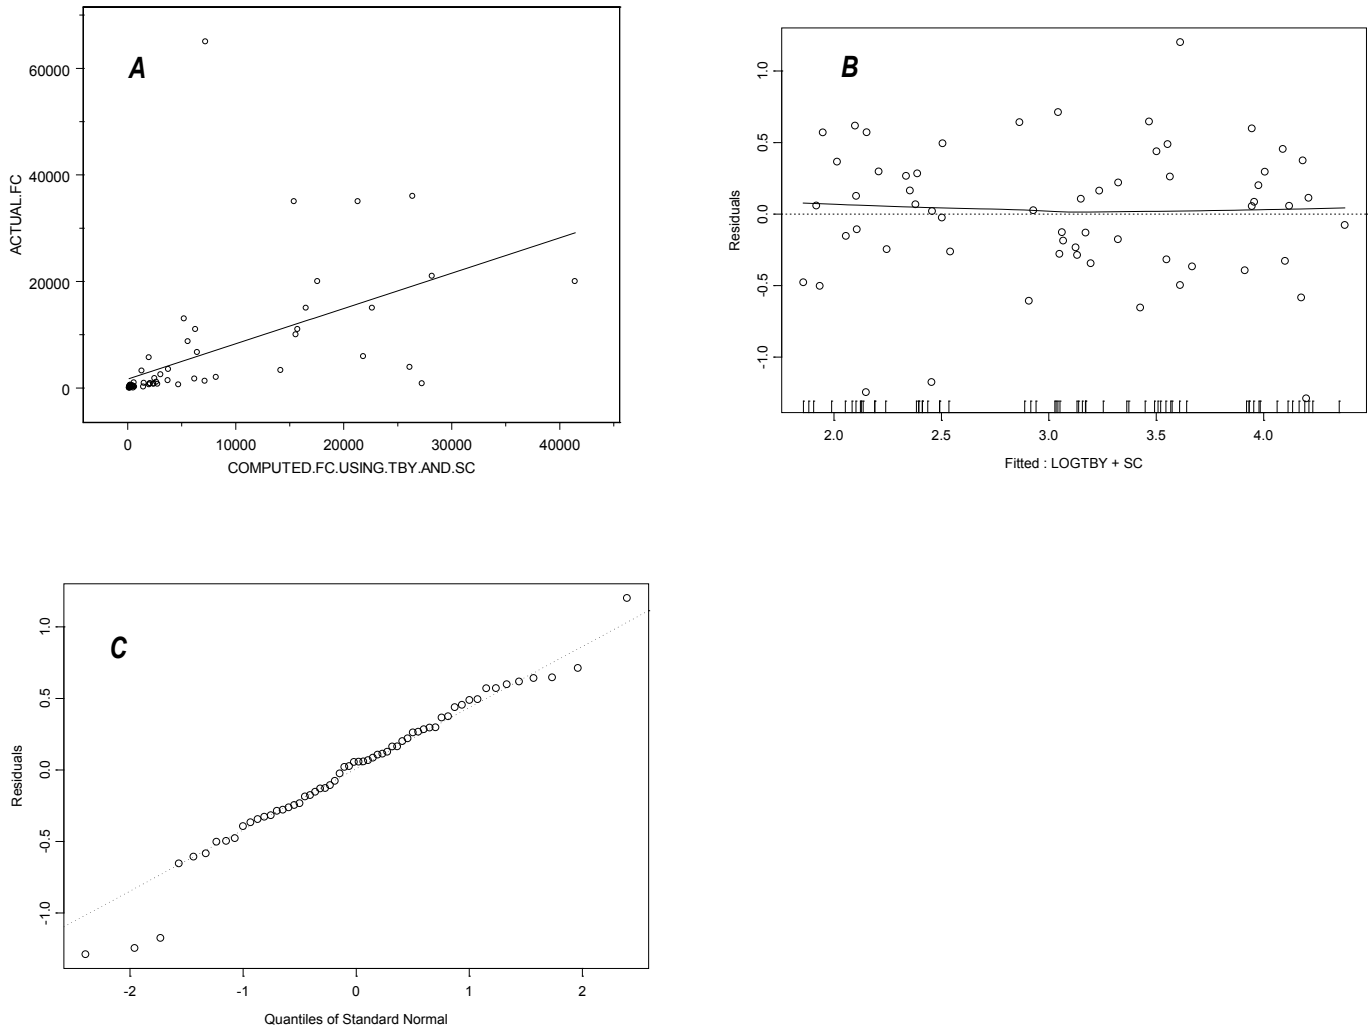 A
ACTUAL.FC
60000
40000
20000
0
0 10000 20000 30000 40000
COMPUTED.FC.USING.TBY.AND.SC
B
Residuals
1.0
0.5
0.0
-0.5
-1.0
2.0 2.5 3.0 3.5 4.0
Fitted : LOGTBY + SC
C
Residuals
1.0
0.5
0.0
-0.5
-1.0
-2 -1 0 1 2
Quantiles of Standard Normal